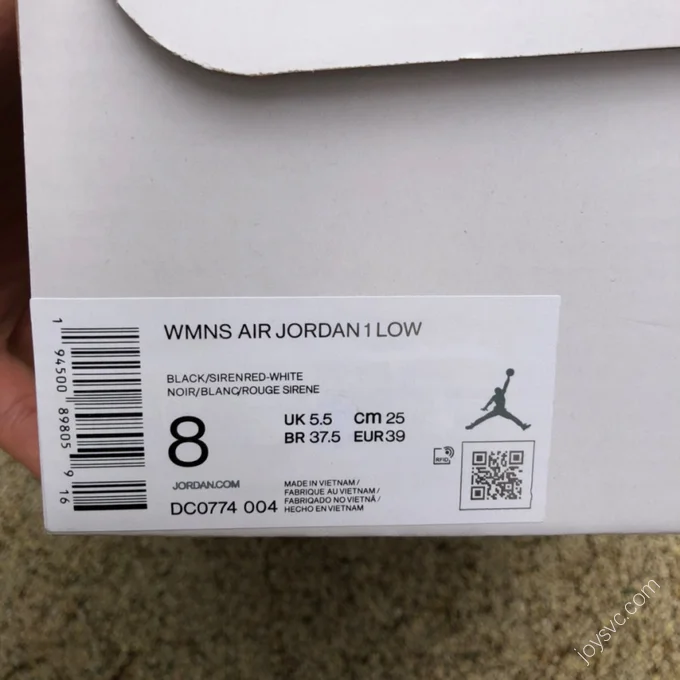 WMNS AIR JORDAN 1 LOW
BLACK/SIRENRED-WHITE
NOIR/BLANC/ROUGE SIRENE
8
UK 5.5 cm 25
BR 37.5 EUR 39
JORDAN.COM
DC0774 004
MADE IN VIETNAM /
FABRIQUE AU VIETNAM /
FABRIQADO NO VIETNÁ /
HECHO EN VIETNAM
RFID
1 94500 89805 9 16
joysvc.com